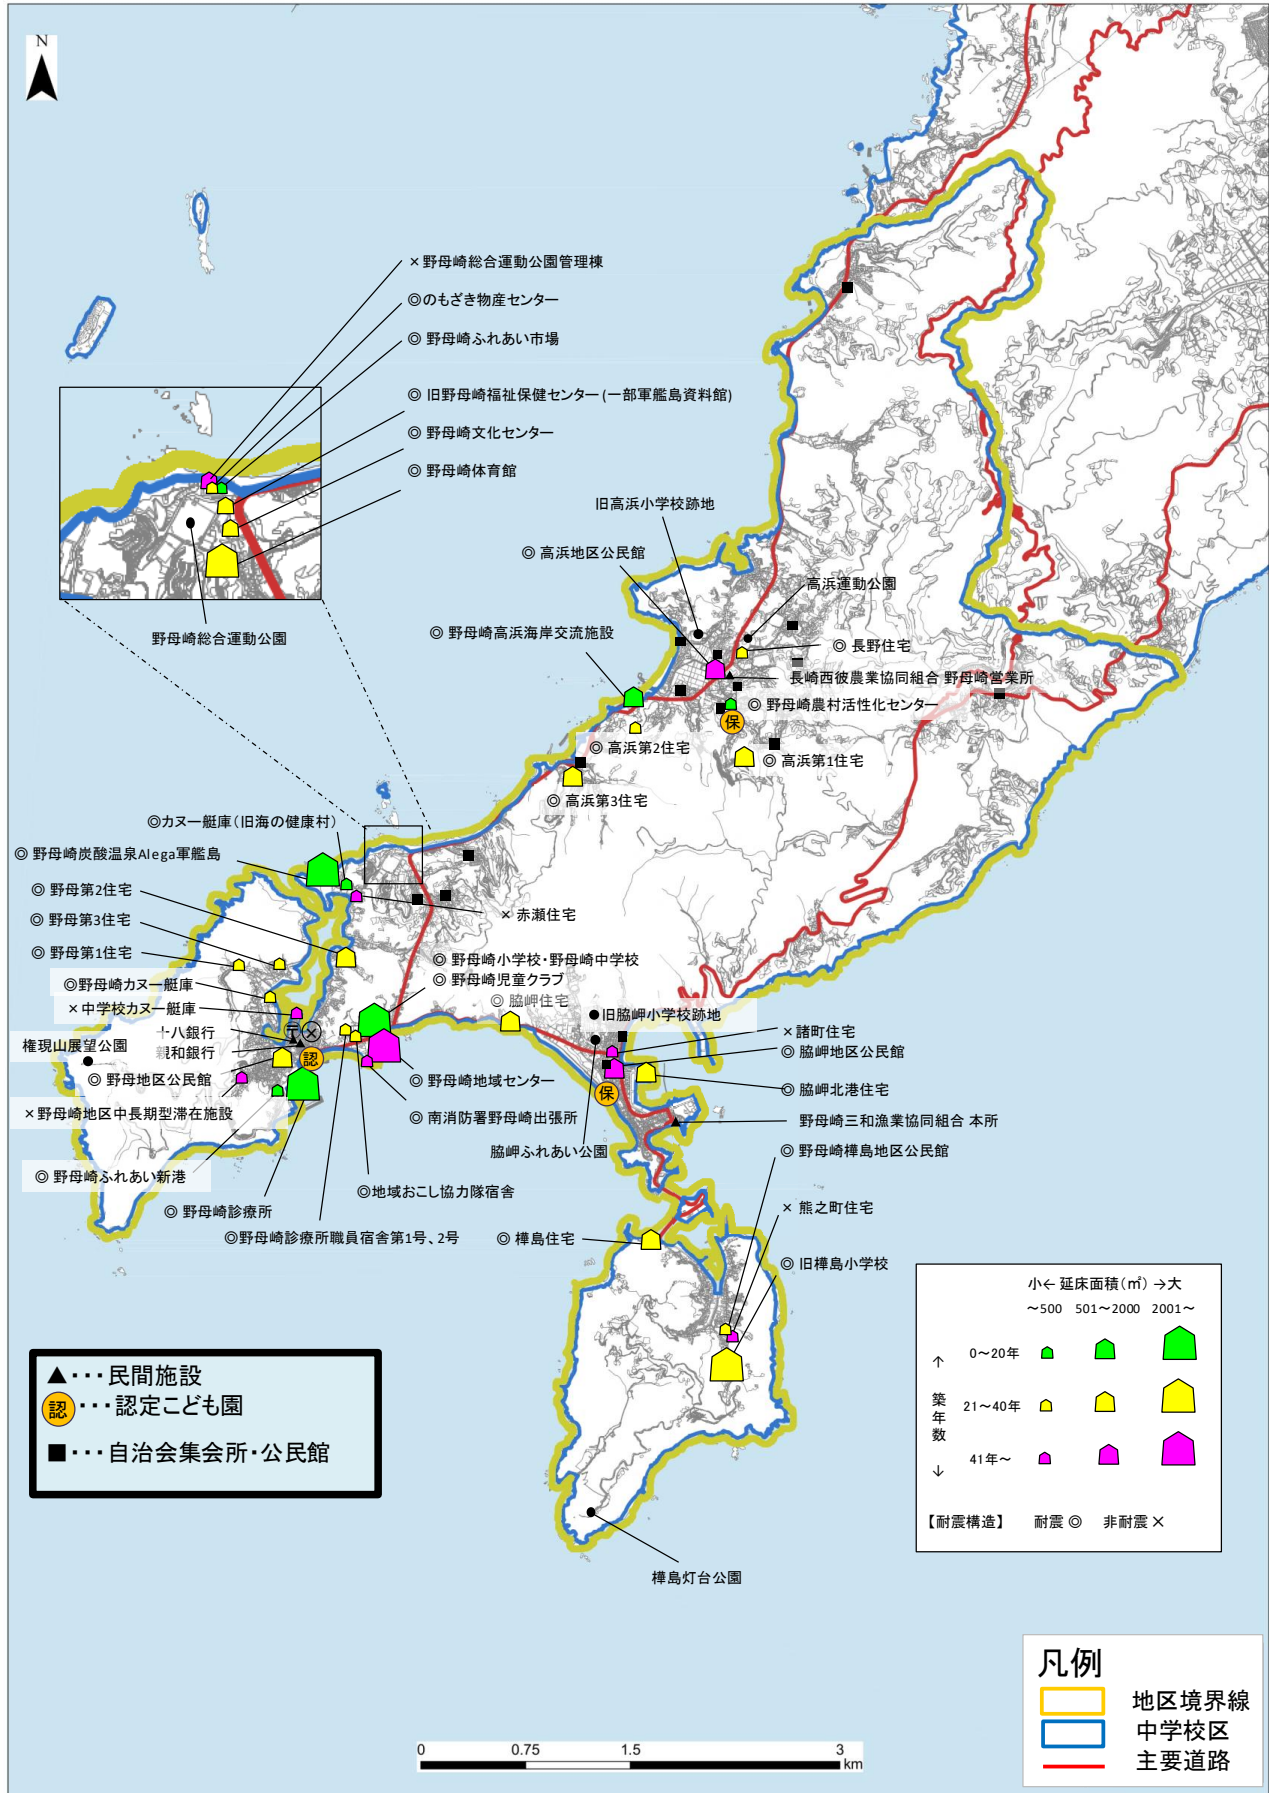 N
×野母崎総合運動公園管理棟
◎のもざき物産センター
◎ 野母崎ふれあい市場
◎ 旧野母崎福祉保健センター(一部軍艦島資料館)
◎ 野母崎文化センター
◎ 野母崎体育館
野母崎総合運動公園
旧高浜小学校跡地
◎ 高浜地区公民館
高浜運動公園
◎ 野母崎高浜海岸交流施設
◎ 長野住宅
長崎西彼農業協同組合 野母崎営業所
◎ 野母崎農村活性化センター
保
◎ 高浜第2住宅
◎ 高浜第1住宅
◎ 高浜第3住宅
◎カヌー艇庫(旧海の健康村)
◎ 野母崎炭酸温泉Alega軍艦島
◎ 野母第2住宅
× 赤瀬住宅
◎ 野母第3住宅
◎ 野母第1住宅
◎ 野母崎小学校・野母崎中学校
◎ 野母崎児童クラブ
◎野母崎カヌー艇庫
◎ 脇岬住宅
×中学校カヌー艇庫
旧脇岬小学校跡地
十八銀行
〒
×
×諸町住宅
権現山展望公園
親和銀行
認
◎ 脇岬地区公民館
◎ 野母地区公民館
◎ 野母崎地域センター
保
◎ 脇岬北港住宅
×野母崎地区中長期型滞在施設
◎ 南消防署野母崎出張所
野母崎三和漁業協同組合 本所
脇岬ふれあい公園
◎ 野母崎樺島地区公民館
◎ 野母崎ふれあい新港
◎地域おこし協力隊宿舎
◎ 野母崎診療所
× 熊之町住宅
◎野母崎診療所職員宿舎第1号、2号
◎ 樺島住宅
◎ 旧樺島小学校
小← 延床面積(㎡) →大
~500 501~2000 2001~
↑
0~20年
築年数
21~40年
41年~
↓
【耐震構造】 耐震 ◎ 非耐震 ×
▲・・・民間施設
認・・・認定こども園
■・・・自治会集会所・公民館
樺島灯台公園
凡例
地区境界線
中学校区
主要道路
0 0.75 1.5 3
km